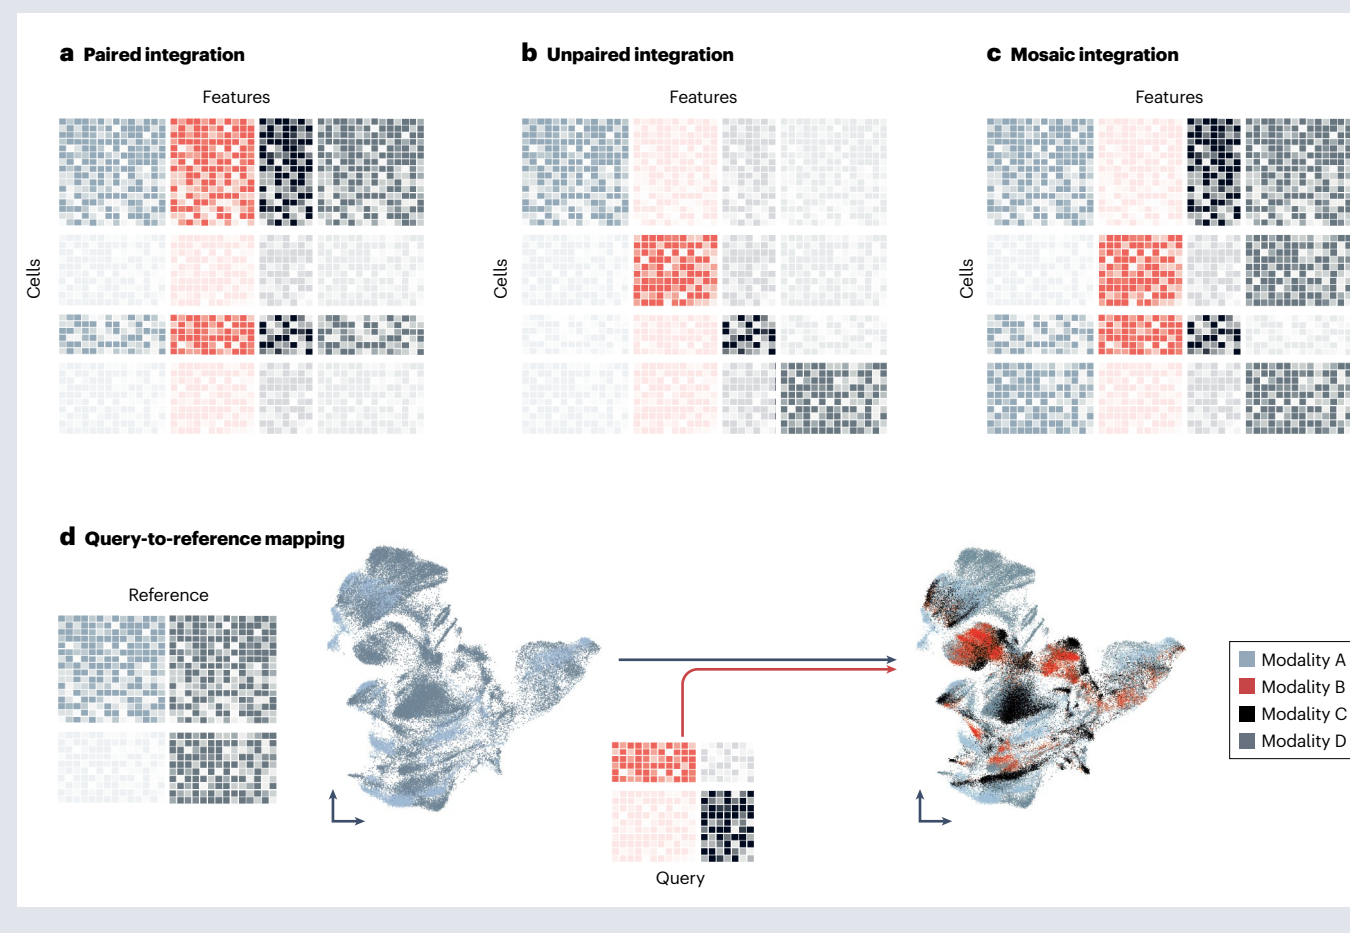 a Paired integration
Features
Cells
b Unpaired integration
Features
Cells
c Mosaic integration
Features
Cells
d Query-to-reference mapping
Reference
Query
Modality A
Modality B
Modality C
Modality D